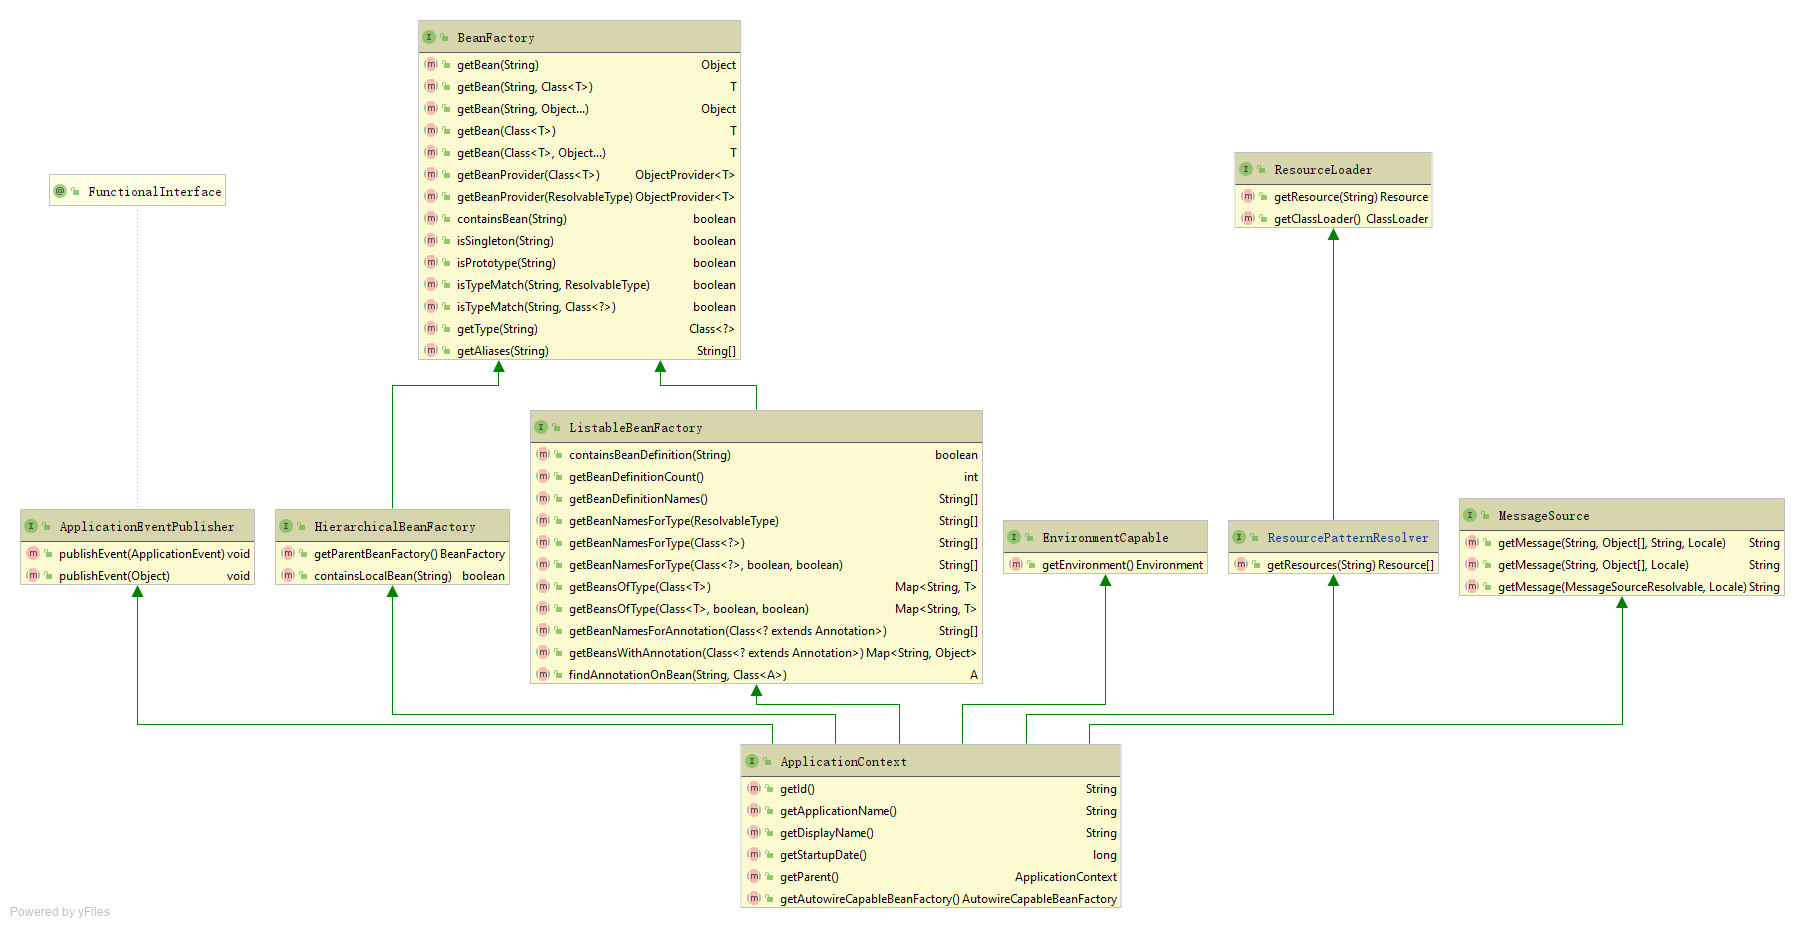 BeanFactory
getBean(String) Object
getBean(String, Class<T>) T
getBean(String, Object...) Object
getBean(Class<T>) T
getBean(Class<T>, Object...) T
getBeanProvider(Class<T>) ObjectProvider<T>
getBeanProvider(ResolvableType) ObjectProvider<T>
containsBean(String) boolean
isSingleton(String) boolean
isPrototype(String) boolean
isTypeMatch(String, ResolvableType) boolean
isTypeMatch(String, Class<?>) boolean
getType(String) Class<?>
getAliases(String) String[]
FunctionalInterface
ResourceLoader
getResource(String) Resource
getClassLoader() ClassLoader
ListableBeanFactory
containsBeanDefinition(String) boolean
getBeanDefinitionCount() int
getBeanDefinitionNames() String[]
getBeanNamesForType(ResolvableType) String[]
getBeanNamesForType(Class<?>) String[]
getBeanNamesForType(Class<?>, boolean, boolean) String[]
getBeansOfType(Class<T>) Map<String, T>
getBeansOfType(Class<T>, boolean, boolean) Map<String, T>
getBeanNamesForAnnotation(Class<? extends Annotation>) String[]
getBeansWithAnnotation(Class<? extends Annotation>) Map<String, Object>
findAnnotationOnBean(String, Class<A>) A
ApplicationEventPublisher
publishEvent(ApplicationEvent) void
publishEvent(Object) void
HierarchicalBeanFactory
getParentBeanFactory() BeanFactory
containsLocalBean(String) boolean
EnvironmentCapable
getEnvironment() Environment
ResourcePatternResolver
getResources(String) Resource[]
MessageSource
getMessage(String, Object[], String, Locale) String
getMessage(String, Object[], Locale) String
getMessage(MessageSourceResolvable, Locale) String
ApplicationContext
getId() String
getApplicationName() String
getDisplayName() String
getStartupDate() long
getParent() ApplicationContext
getAutowireCapableBeanFactory() AutowireCapableBeanFactory
Powered by yFiles